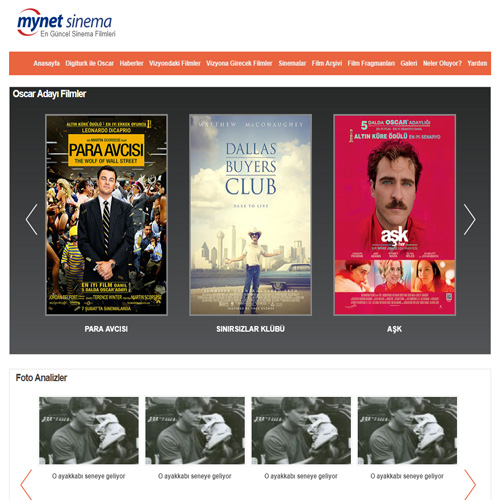 mynet sinema
En Güncel Sinema Filmleri
Anasayfa Digiturk ile Oscar Haberler Vizyondaki Filmler Vizyona Girecek Filmler Sinemalar Film Arşivi Film Fragmanları Galeri Neler Oluyor? Yardım
Oscar Adayı Filmler
ALTIN KÜRE ÖDÜLÜ - EN İYİ ERKEK OYUNCU
LEONARDO DiCAPRIO
PARA AVCISI
THE WOLF OF WALL STREET
EN İYİ FİLM DAHİL
5 DALDA OSCAR ADAYI
7 ŞUBAT'TA SİNEMALARDA
MATTHEW McCONAUGHEY
DALLAS
BUYERS
CLUB
DARE TO LIVE
5 DALDA OSCAR ADAYLIĞI
ALTIN KÜRE ÖDÜLÜ
EN İYİ SENARYO
aşk
her
PARA AVCISI SINIRSIZLAR KLÜBÜ AŞK
Foto Analizler
O ayakkabı seneye geliyor O ayakkabı seneye geliyor O ayakkabı seneye geliyor O ayakkabı seneye geliyor